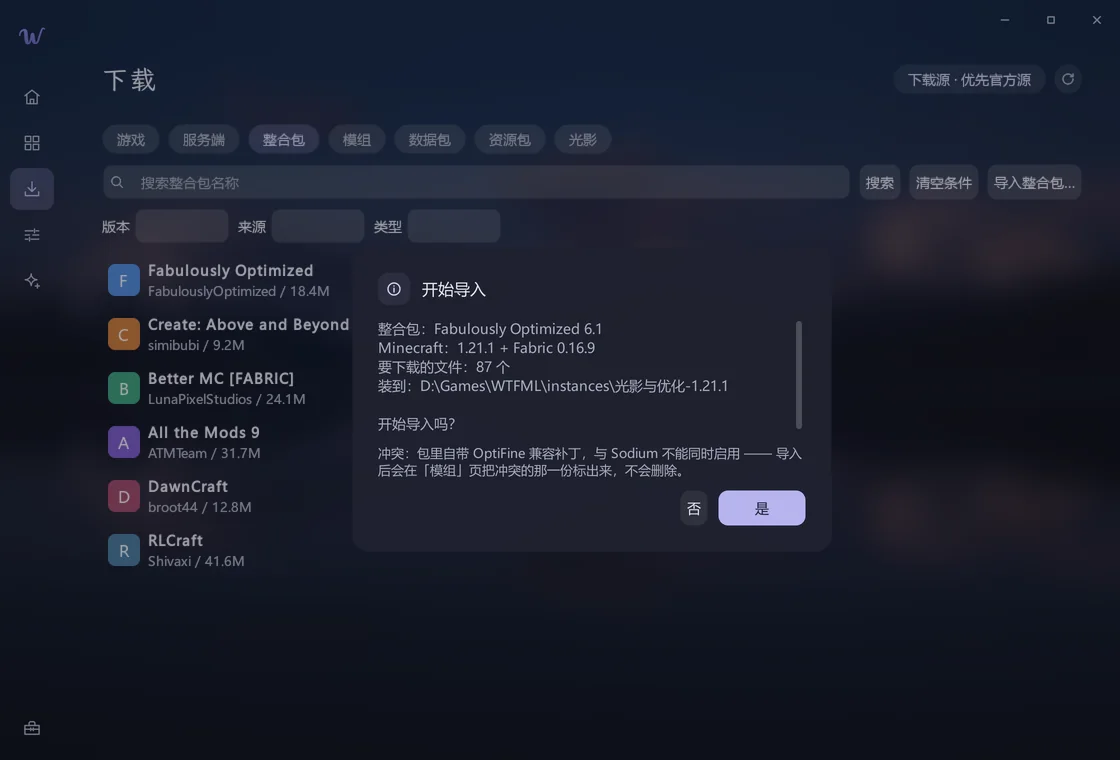 W
下载
下载源 · 优先官方源
游戏
服务端
整合包
模组
数据包
资源包
光影
搜索整合包名称
搜索
清空条件
导入整合包...
版本
来源
类型
F
Fabulously Optimized
FabulouslyOptimized / 18.4M
C
Create: Above and Beyond
simibubi / 9.2M
B
Better MC [FABRIC]
LunaPixelStudios / 24.1M
A
All the Mods 9
ATMTeam / 31.7M
D
DawnCraft
broot44 / 12.8M
R
RLCraft
Shivaxi / 41.6M
开始导入
整合包：Fabulously Optimized 6.1
Minecraft：1.21.1 + Fabric 0.16.9
要下载的文件：87 个
装到：D:\Games\WTFML\instances\光影与优化-1.21.1
开始导入吗？
冲突：包里自带 OptiFine 兼容补丁，与 Sodium 不能同时启用 —— 导入
后会在「模组」页把冲突的那一份标出来，不会删除。
否
是